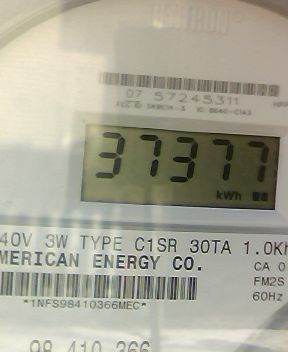 07 57245311
37377
kWh
40V 3W TYPE C1SR 30TA 1.0Kh
MERICAN ENERGY CO.
CA 0
FM2S
60Hz
*1NFS98410366MEC*
98 410 366